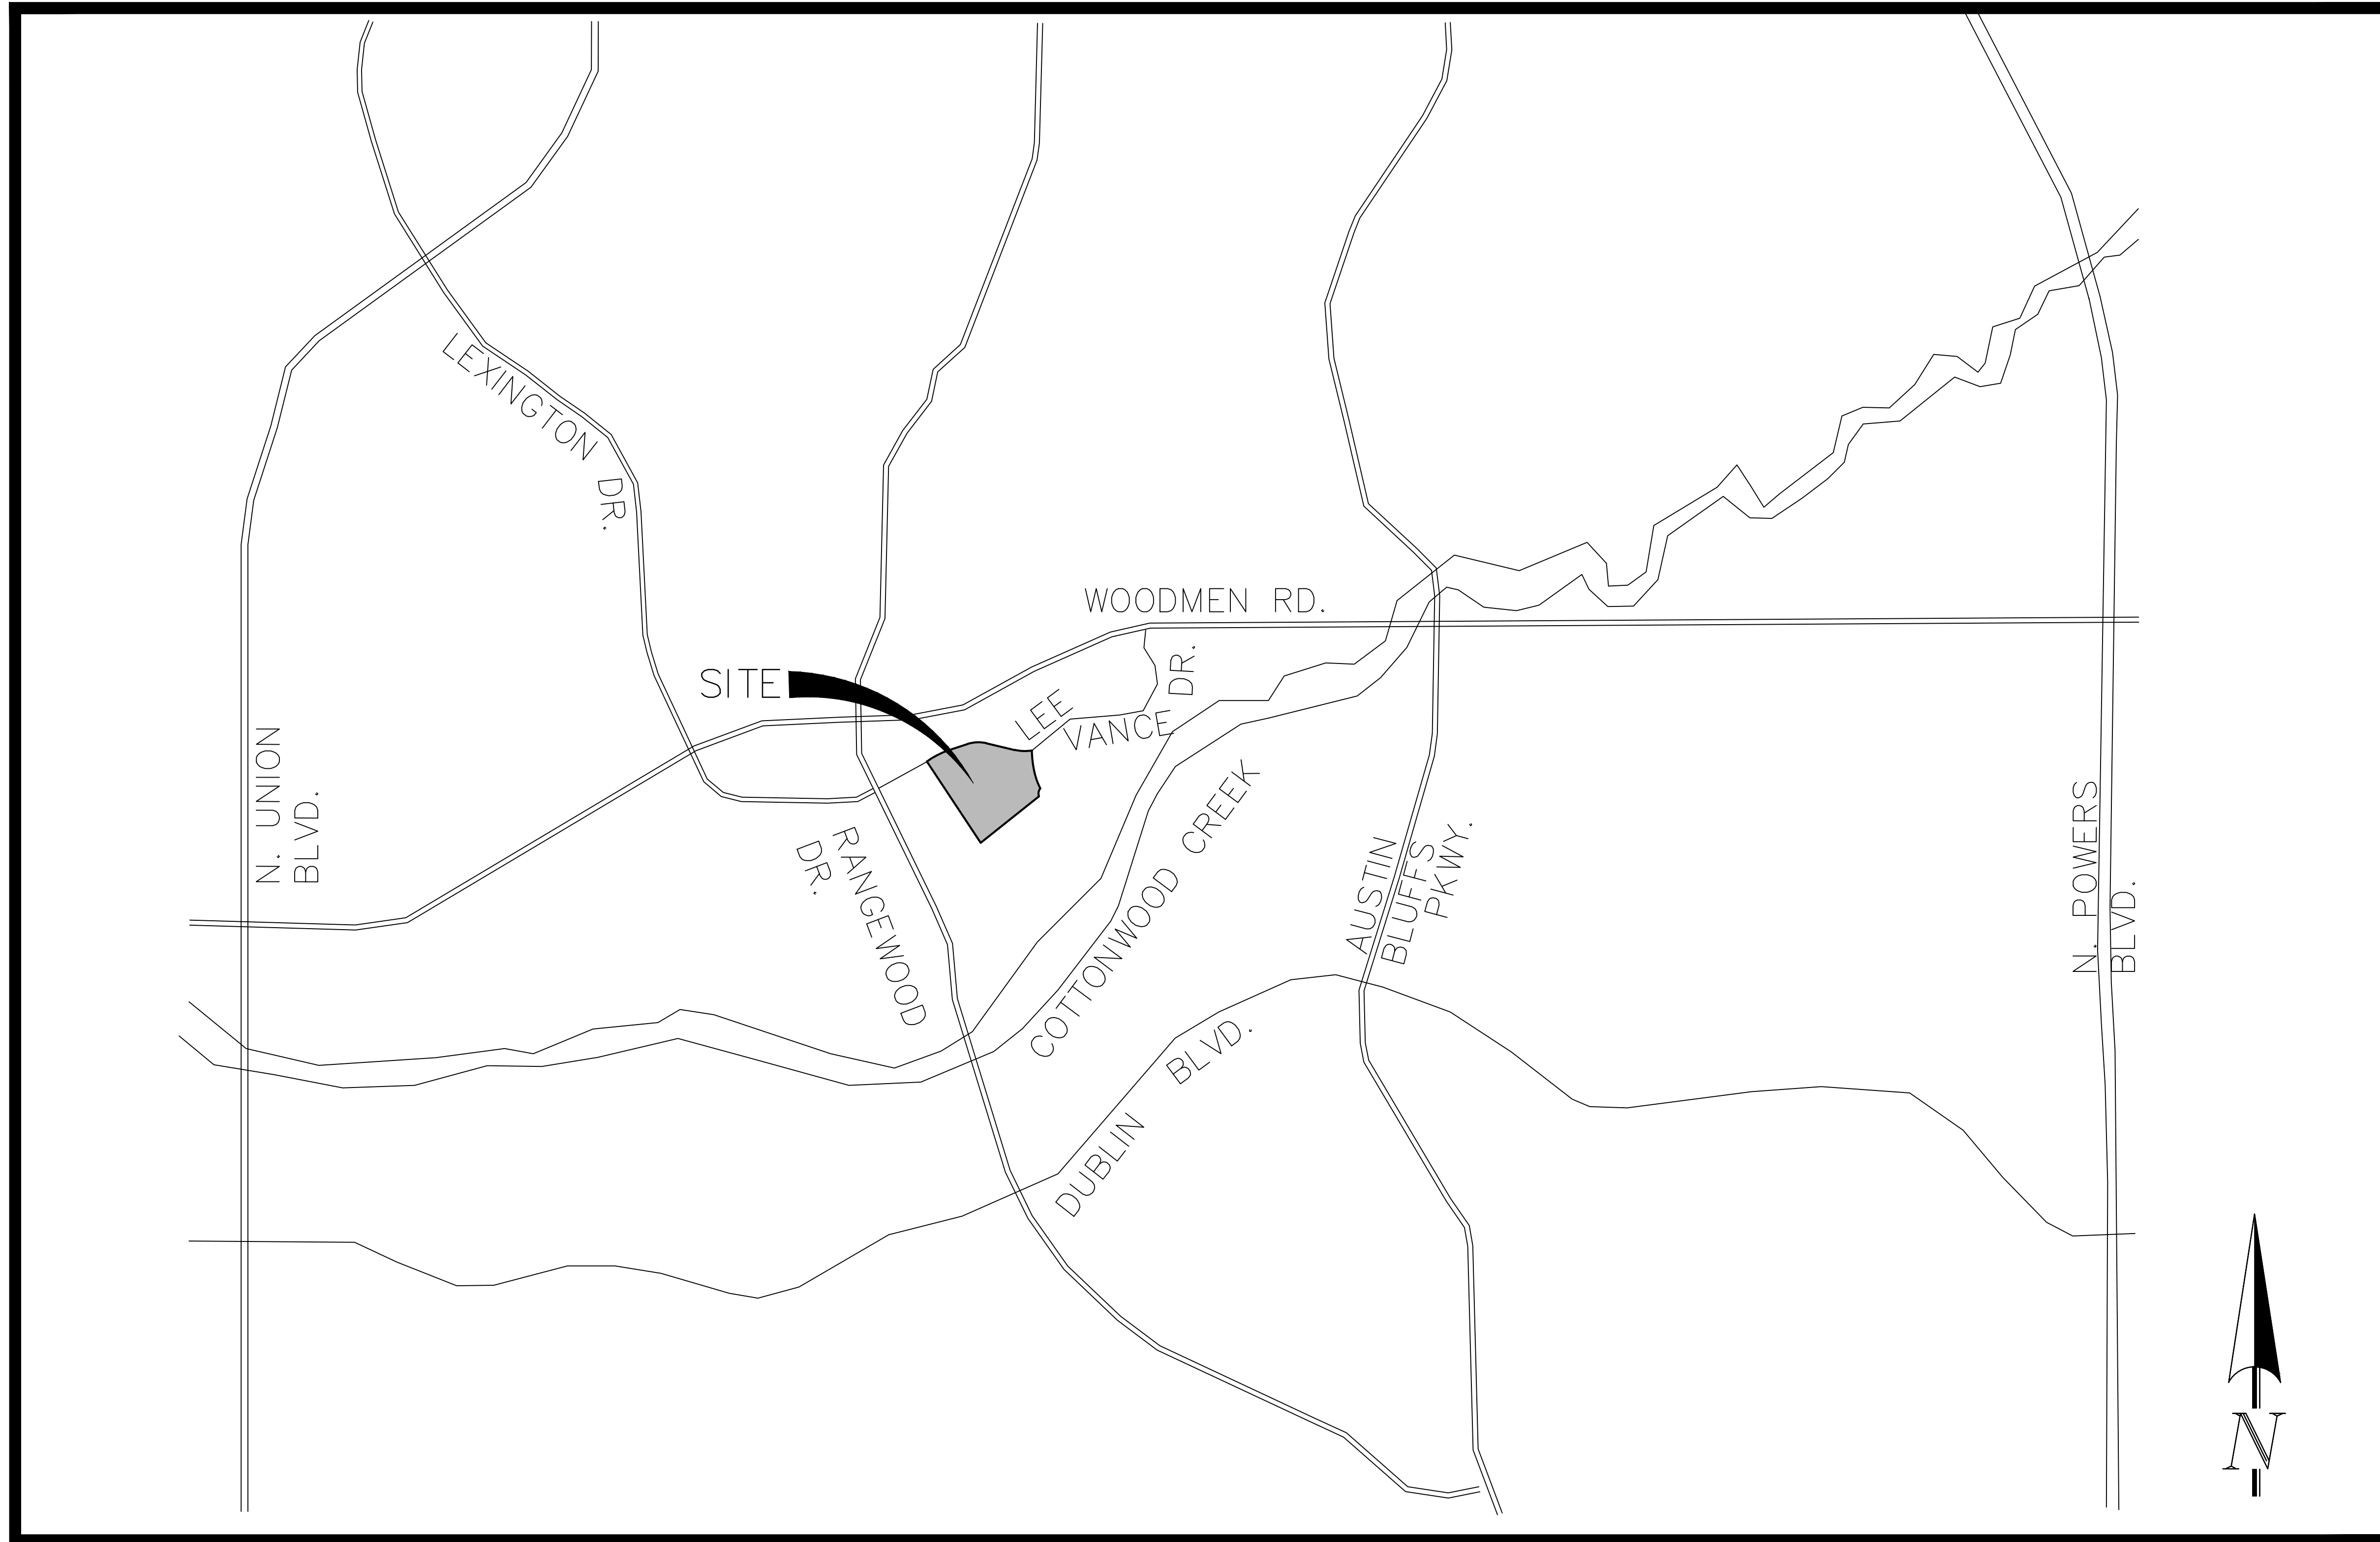 LEXINGTON DR.
WOODMEN RD.
SITE
LEE
VANCE DR.
N. UNION
BLVD.
RANGEWOOD
DR.
COTTONWOOD CREEK
AUSTIN
BLUFFS
PKWY.
N. POWERS
BLVD.
DUBLIN BLVD.
N